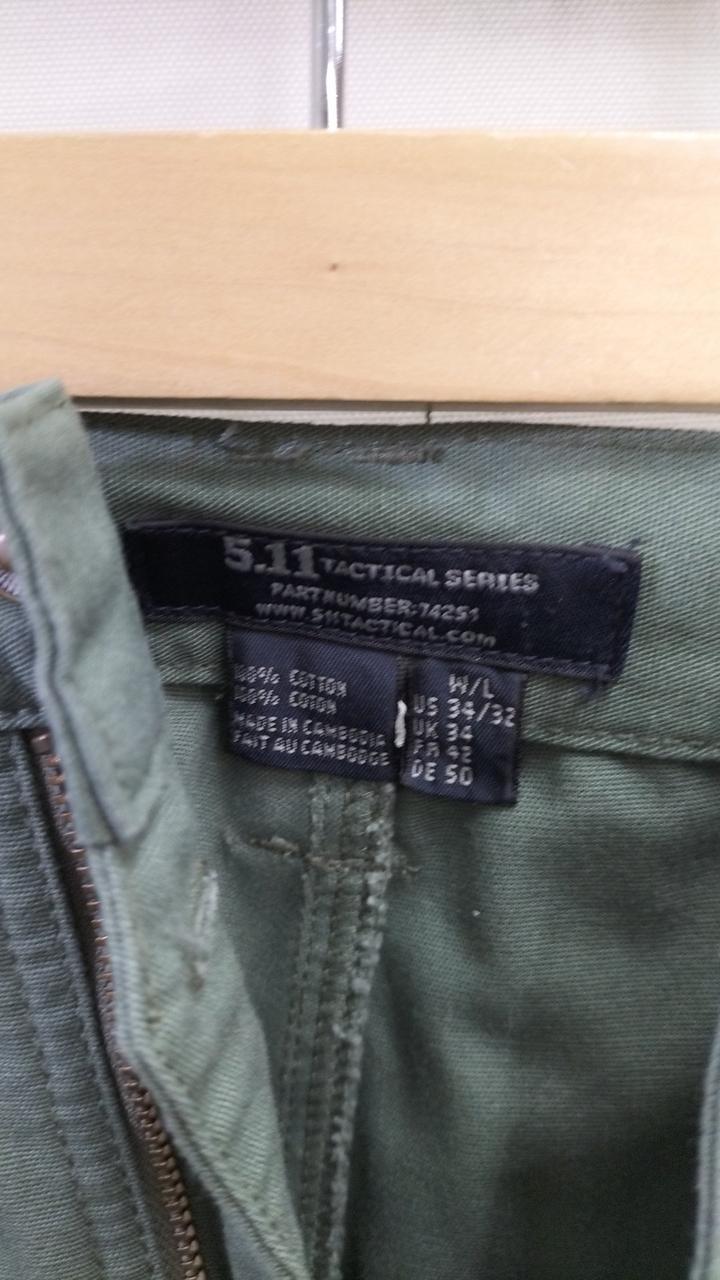 5.11 TACTICAL SERIES
PART NUMBER:74251
www.511TACTICAL.com
100% COTTON
100% COTON
MADE IN CAMBODIA
FAIT AU CAMBODGE
W/L
US 34/32
UK 34
FR 42
DE 50